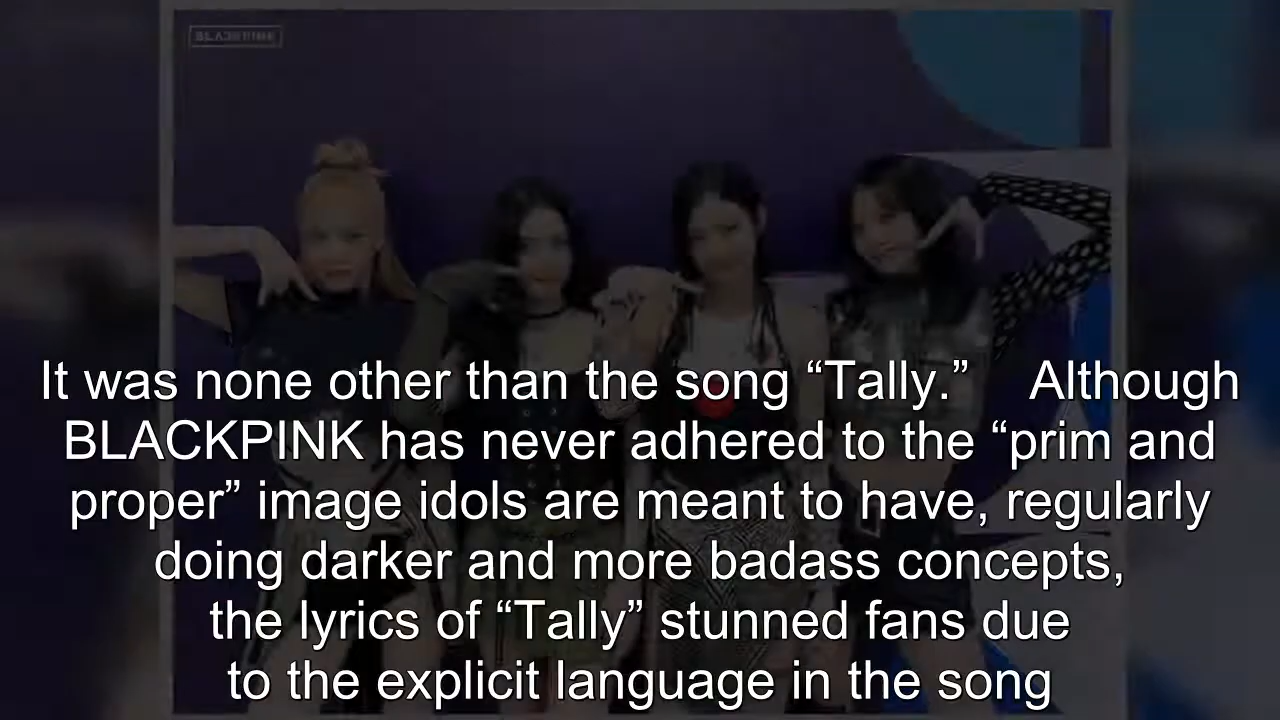 BLACKPINK
It was none other than the song “Tally.” Although
BLACKPINK has never adhered to the “prim and
proper” image idols are meant to have, regularly
doing darker and more badass concepts,
the lyrics of “Tally” stunned fans due
to the explicit language in the song